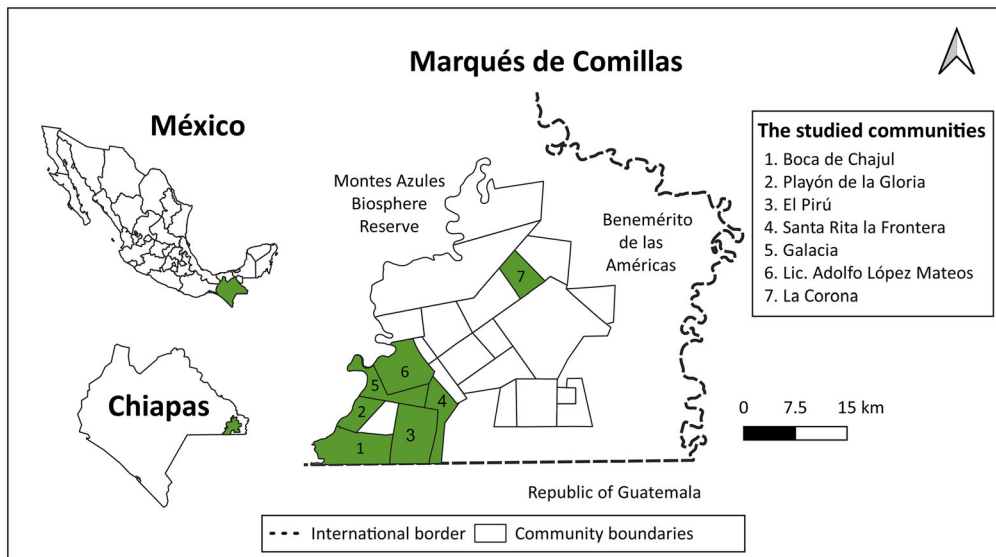 Marqués de Comillas
México
Montes Azules
Biosphere
Reserve
Benemérito
de las
Américas
The studied communities
1. Boca de Chajul
2. Playón de la Gloria
3. El Pirú
4. Santa Rita la Frontera
5. Galacia
6. Lic. Adolfo López Mateos
7. La Corona
7
6
5
4
2
3
1
Chiapas
0 7.5 15 km
Republic of Guatemala
International border
Community boundaries